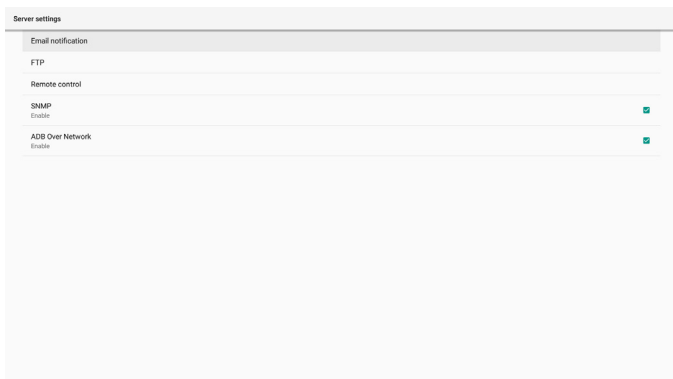 Server settings
Email notification
FTP
Remote control
SNMP
Enable
ADB Over Network
Enable